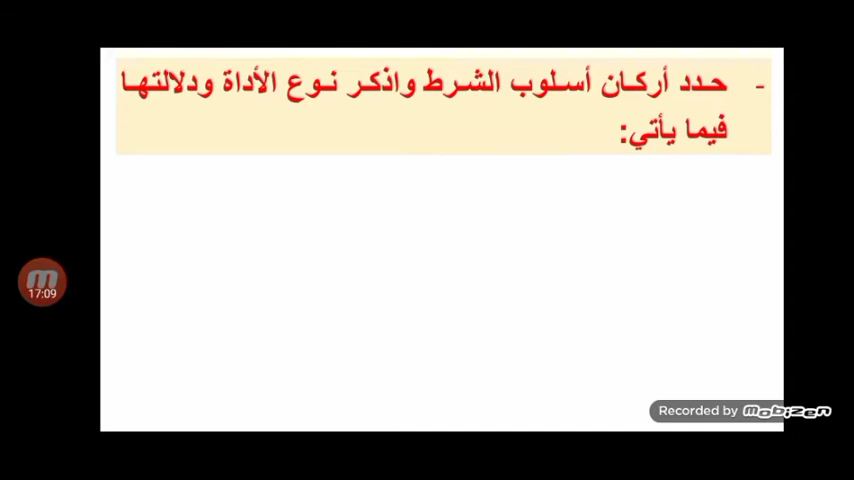 - حدد أركان أسلوب الشرط واذكر نوع الأداة ودلالتها
فيما يأتي:
17:09
Recorded by mobizen